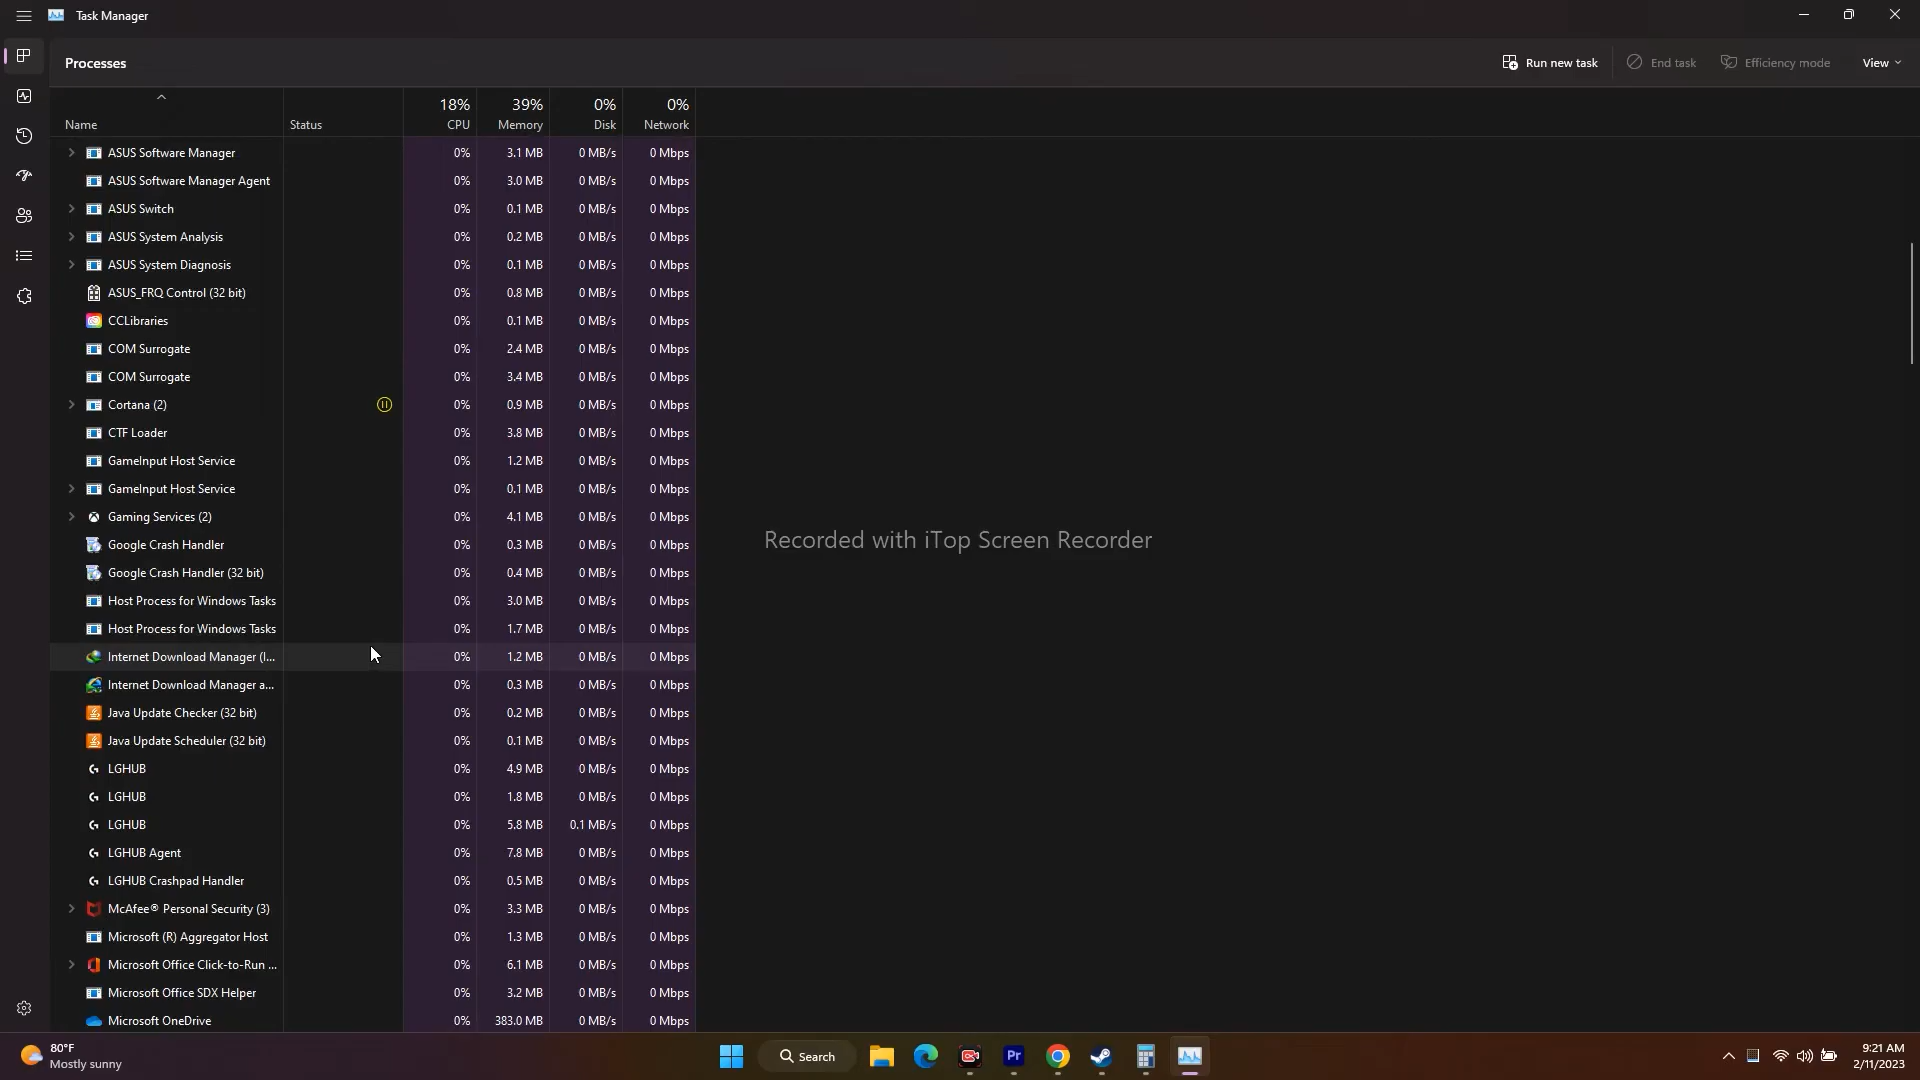 Task Manager
Processes
Run new task
End task
Efficiency mode
View
18% 39% 0% 0%
Name Status CPU Memory Disk Network
ASUS Software Manager 0% 3.1 MB 0 MB/s 0 Mbps
ASUS Software Manager Agent 0% 3.0 MB 0 MB/s 0 Mbps
ASUS Switch 0% 0.1 MB 0 MB/s 0 Mbps
ASUS System Analysis 0% 0.2 MB 0 MB/s 0 Mbps
ASUS System Diagnosis 0% 0.1 MB 0 MB/s 0 Mbps
ASUS_FRQ Control (32 bit) 0% 0.8 MB 0 MB/s 0 Mbps
CCLibraries 0% 0.1 MB 0 MB/s 0 Mbps
COM Surrogate 0% 2.4 MB 0 MB/s 0 Mbps
COM Surrogate 0% 3.4 MB 0 MB/s 0 Mbps
Cortana (2) 0% 0.9 MB 0 MB/s 0 Mbps
CTF Loader 0% 3.8 MB 0 MB/s 0 Mbps
GameInput Host Service 0% 1.2 MB 0 MB/s 0 Mbps
GameInput Host Service 0% 0.1 MB 0 MB/s 0 Mbps
Gaming Services (2) 0% 4.1 MB 0 MB/s 0 Mbps
Recorded with iTop Screen Recorder
Google Crash Handler 0% 0.3 MB 0 MB/s 0 Mbps
Google Crash Handler (32 bit) 0% 0.4 MB 0 MB/s 0 Mbps
Host Process for Windows Tasks 0% 3.0 MB 0 MB/s 0 Mbps
Host Process for Windows Tasks 0% 1.7 MB 0 MB/s 0 Mbps
Internet Download Manager (I... 0% 1.2 MB 0 MB/s 0 Mbps
Internet Download Manager a... 0% 0.3 MB 0 MB/s 0 Mbps
Java Update Checker (32 bit) 0% 0.2 MB 0 MB/s 0 Mbps
Java Update Scheduler (32 bit) 0% 0.1 MB 0 MB/s 0 Mbps
LGHUB 0% 4.9 MB 0 MB/s 0 Mbps
LGHUB 0% 1.8 MB 0 MB/s 0 Mbps
LGHUB 0% 5.8 MB 0.1 MB/s 0 Mbps
LGHUB Agent 0% 7.8 MB 0 MB/s 0 Mbps
LGHUB Crashpad Handler 0% 0.5 MB 0 MB/s 0 Mbps
McAfee® Personal Security (3) 0% 3.3 MB 0 MB/s 0 Mbps
Microsoft (R) Aggregator Host 0% 1.3 MB 0 MB/s 0 Mbps
Microsoft Office Click-to-Run ... 0% 6.1 MB 0 MB/s 0 Mbps
Microsoft Office SDX Helper 0% 3.2 MB 0 MB/s 0 Mbps
Microsoft OneDrive 0% 383.0 MB 0 MB/s 0 Mbps
80°F
Mostly sunny
Search
Pr
9:21 AM
2/11/2023